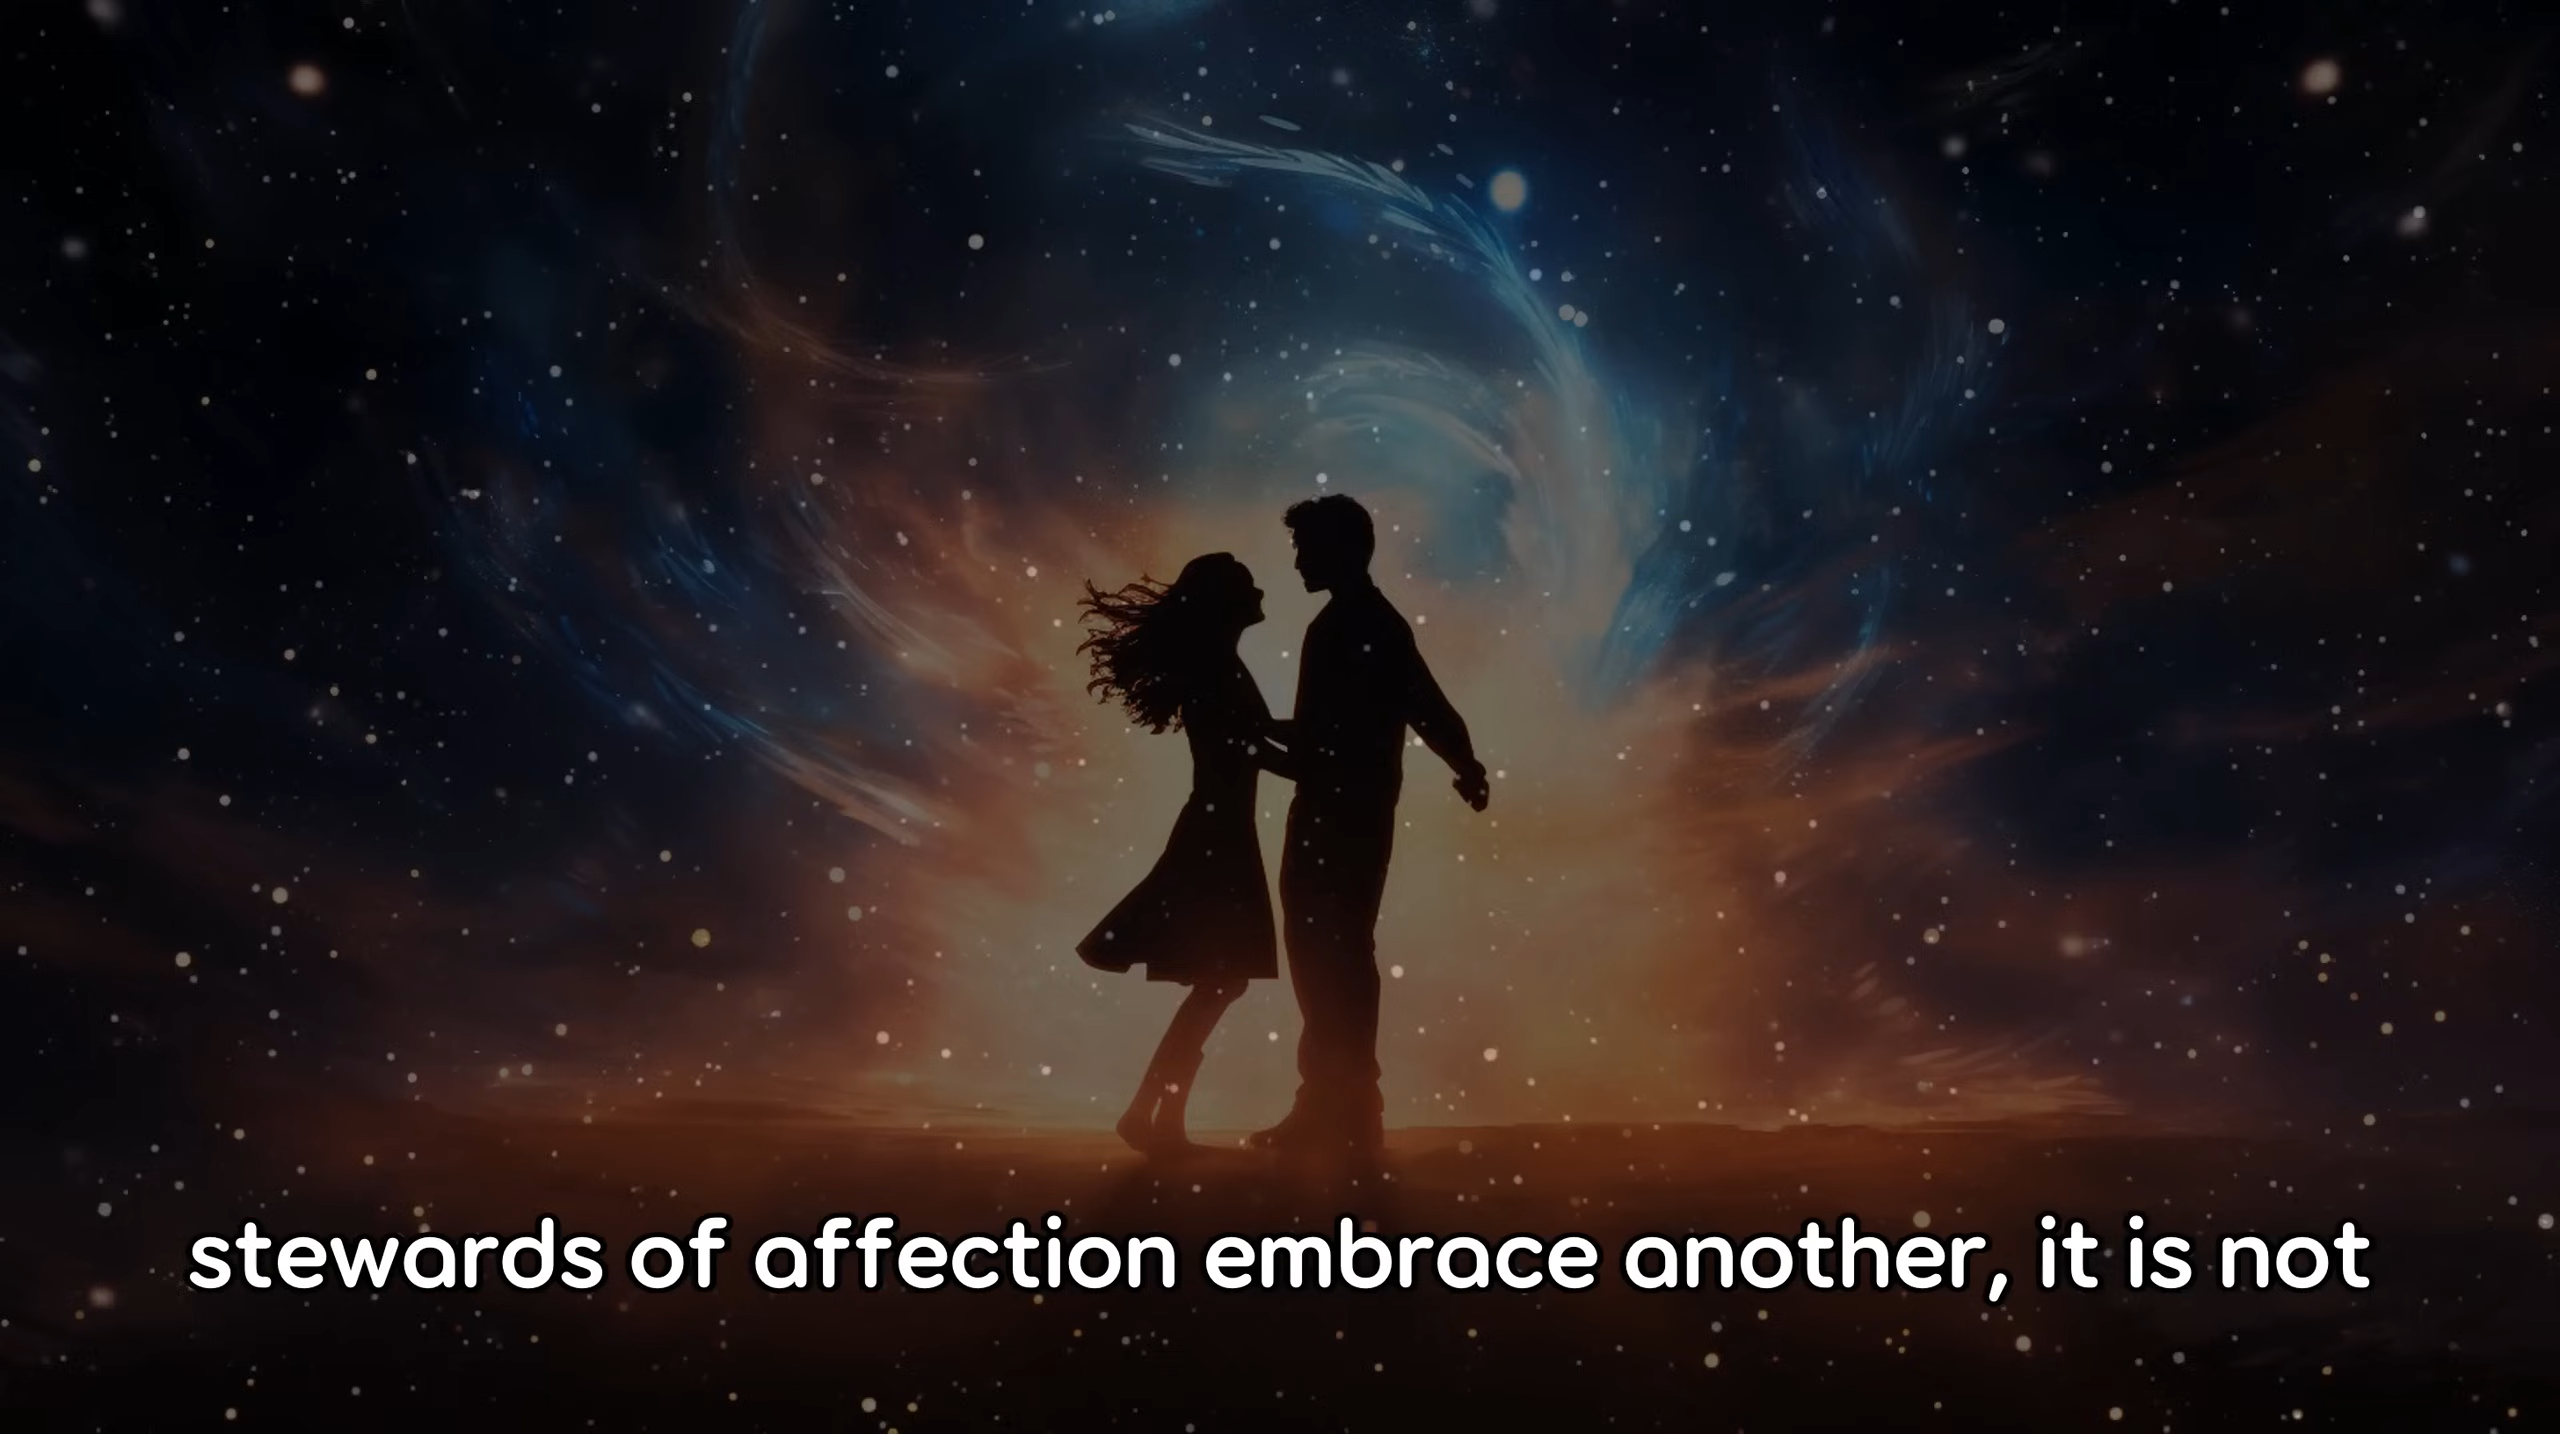 stewards of affection embrace another, it is not